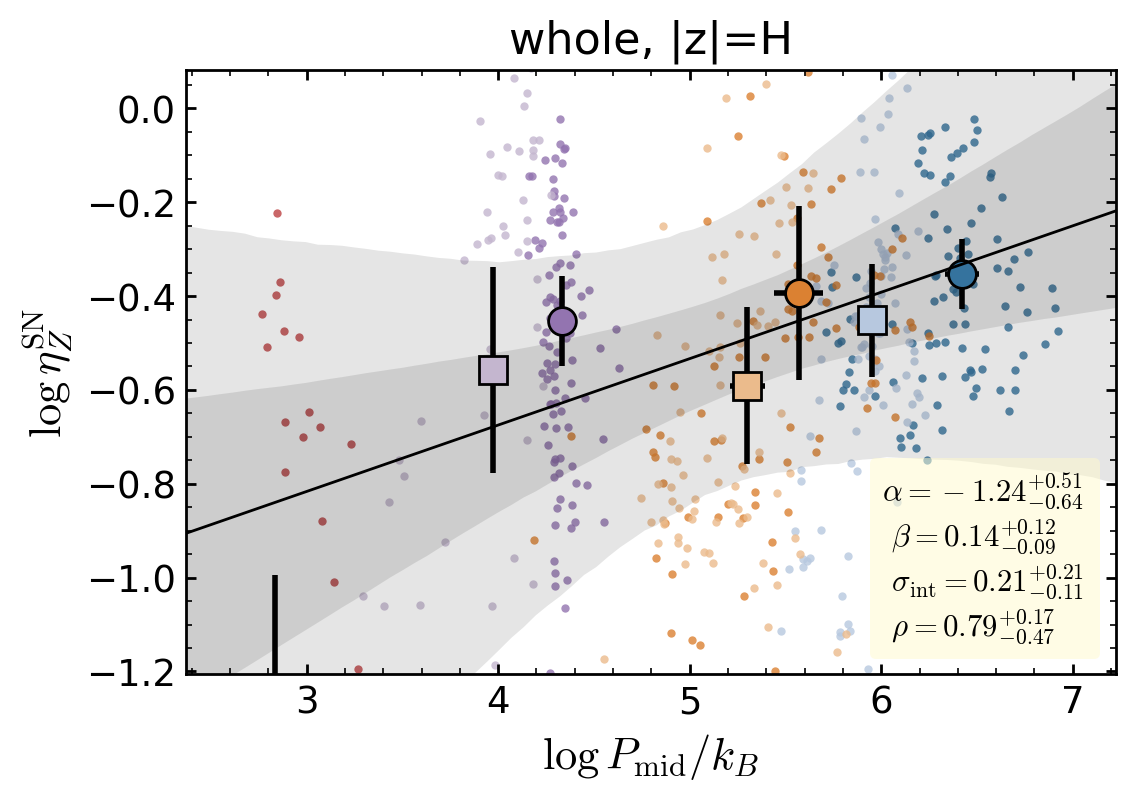 whole, |z|=H
0.0
−0.2
−0.4
−0.6
−0.8
−1.0
−1.2
log η_Z^SN
α = −1.24^{+0.51}_{−0.64}
β = 0.14^{+0.12}_{−0.09}
σ_int = 0.21^{+0.21}_{−0.11}
ρ = 0.79^{+0.17}_{−0.47}
3 4 5 6 7
log P_mid/k_B